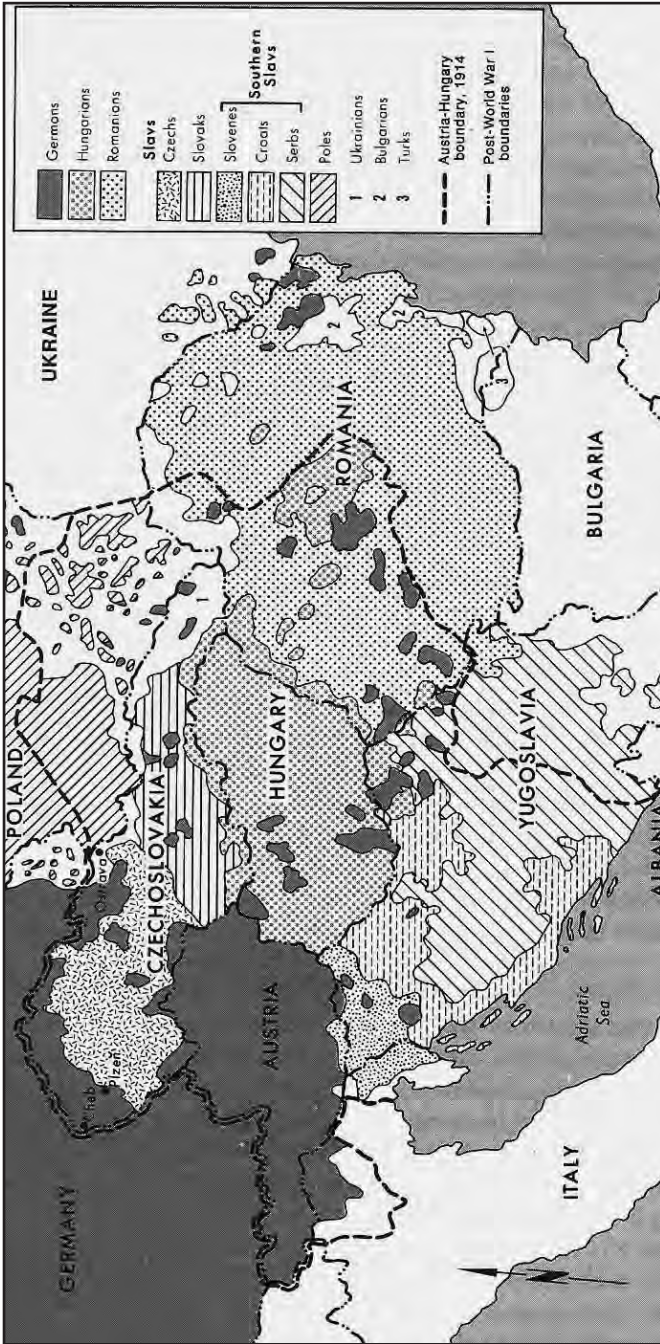 Germans
Hungarians
Romanians
Slavs
Czechs
Slovaks
Slovenes
Croats
Serbs
Southern
Slavs
Poles
1 Ukrainians
2 Bulgarians
3 Turks
Austria-Hungary
boundary, 1914
Post-World War I
boundaries
GERMANY
POLAND
UKRAINE
Cheb
Plzeň
Ostrava
CZECHOSLOVAKIA
1
AUSTRIA
HUNGARY
ROMANIA
2
2
3
ITALY
Adriatic
Sea
YUGOSLAVIA
BULGARIA
ALBANIA
N